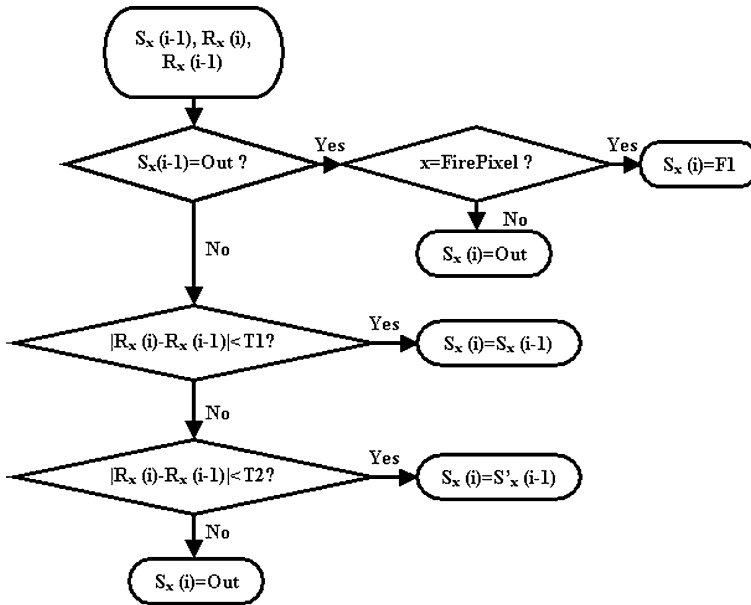 Sx (i-1), Rx (i),
Rx (i-1)
Sx(i-1)=Out ?
Yes
x=FirePixel ?
Yes
Sx (i)=F1
No
Sx (i)=Out
No
|Rx (i)-Rx (i-1)|<T1?
Yes
Sx (i)=Sx (i-1)
No
|Rx (i)-Rx (i-1)|<T2?
Yes
Sx (i)=S'x (i-1)
No
Sx (i)=Out